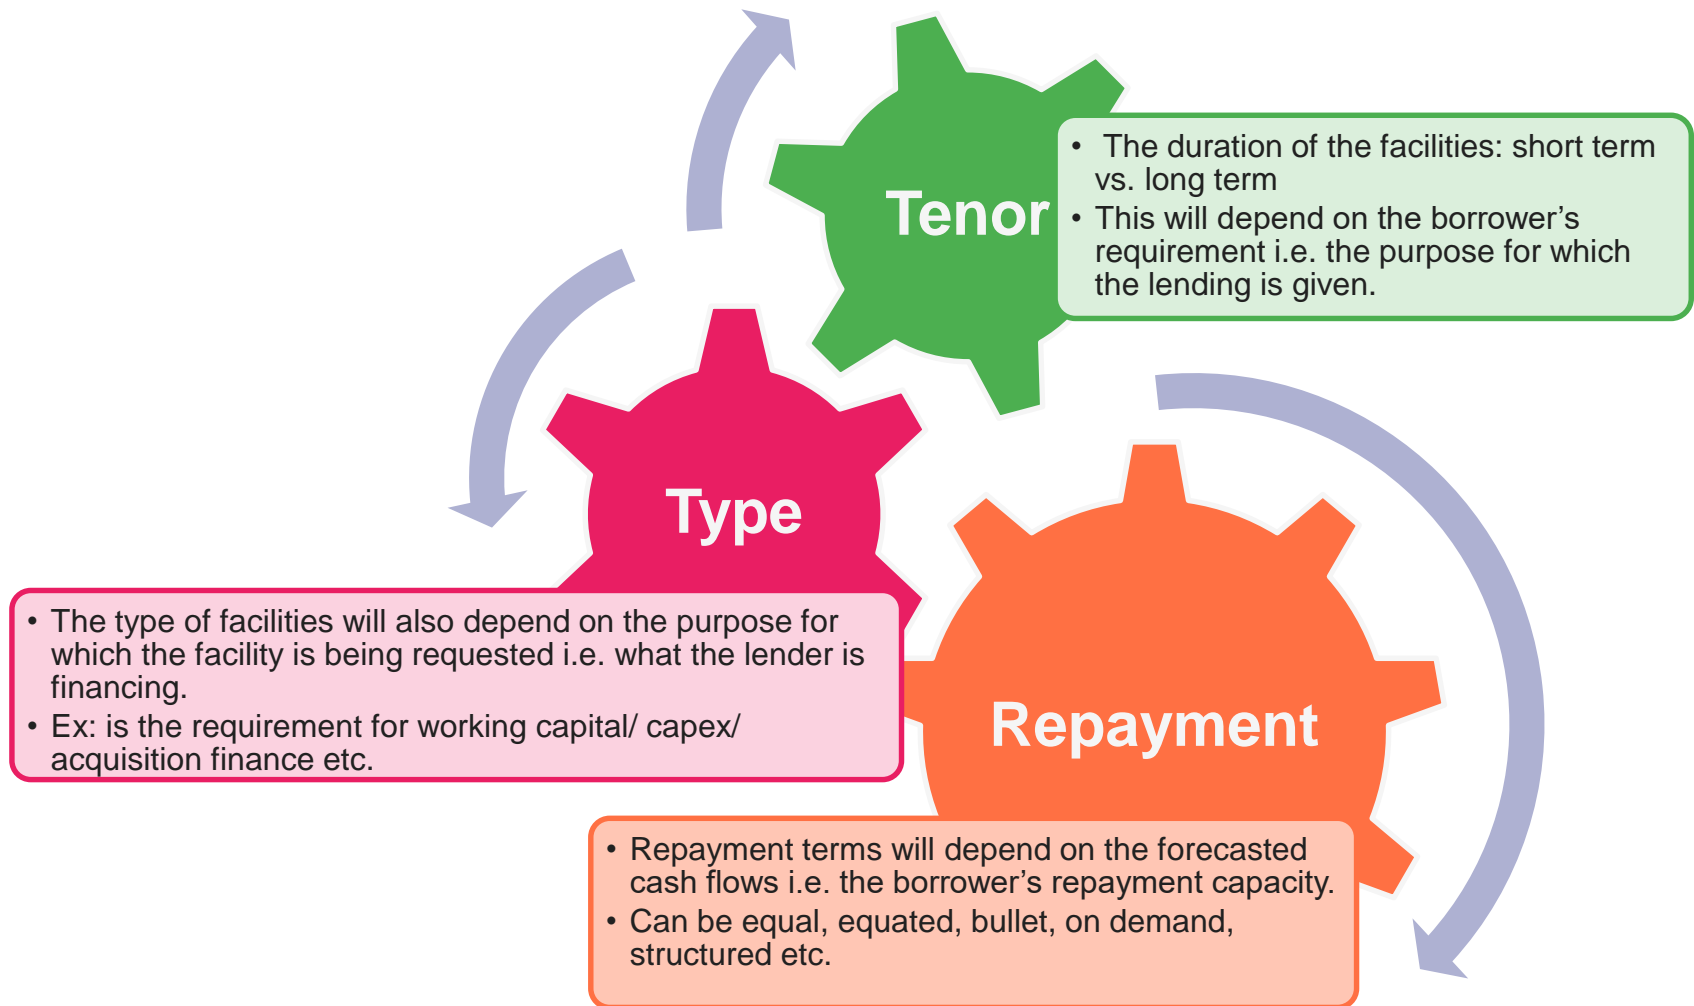 Tenor
•  The duration of the facilities: short term
vs. long term
• This will depend on the borrower’s
requirement i.e. the purpose for which
the lending is given.
Type
• The type of facilities will also depend on the purpose for
which the facility is being requested i.e. what the lender is
financing.
• Ex: is the requirement for working capital/ capex/
acquisition finance etc.
Repayment
• Repayment terms will depend on the forecasted
cash flows i.e. the borrower’s repayment capacity.
• Can be equal, equated, bullet, on demand,
structured etc.